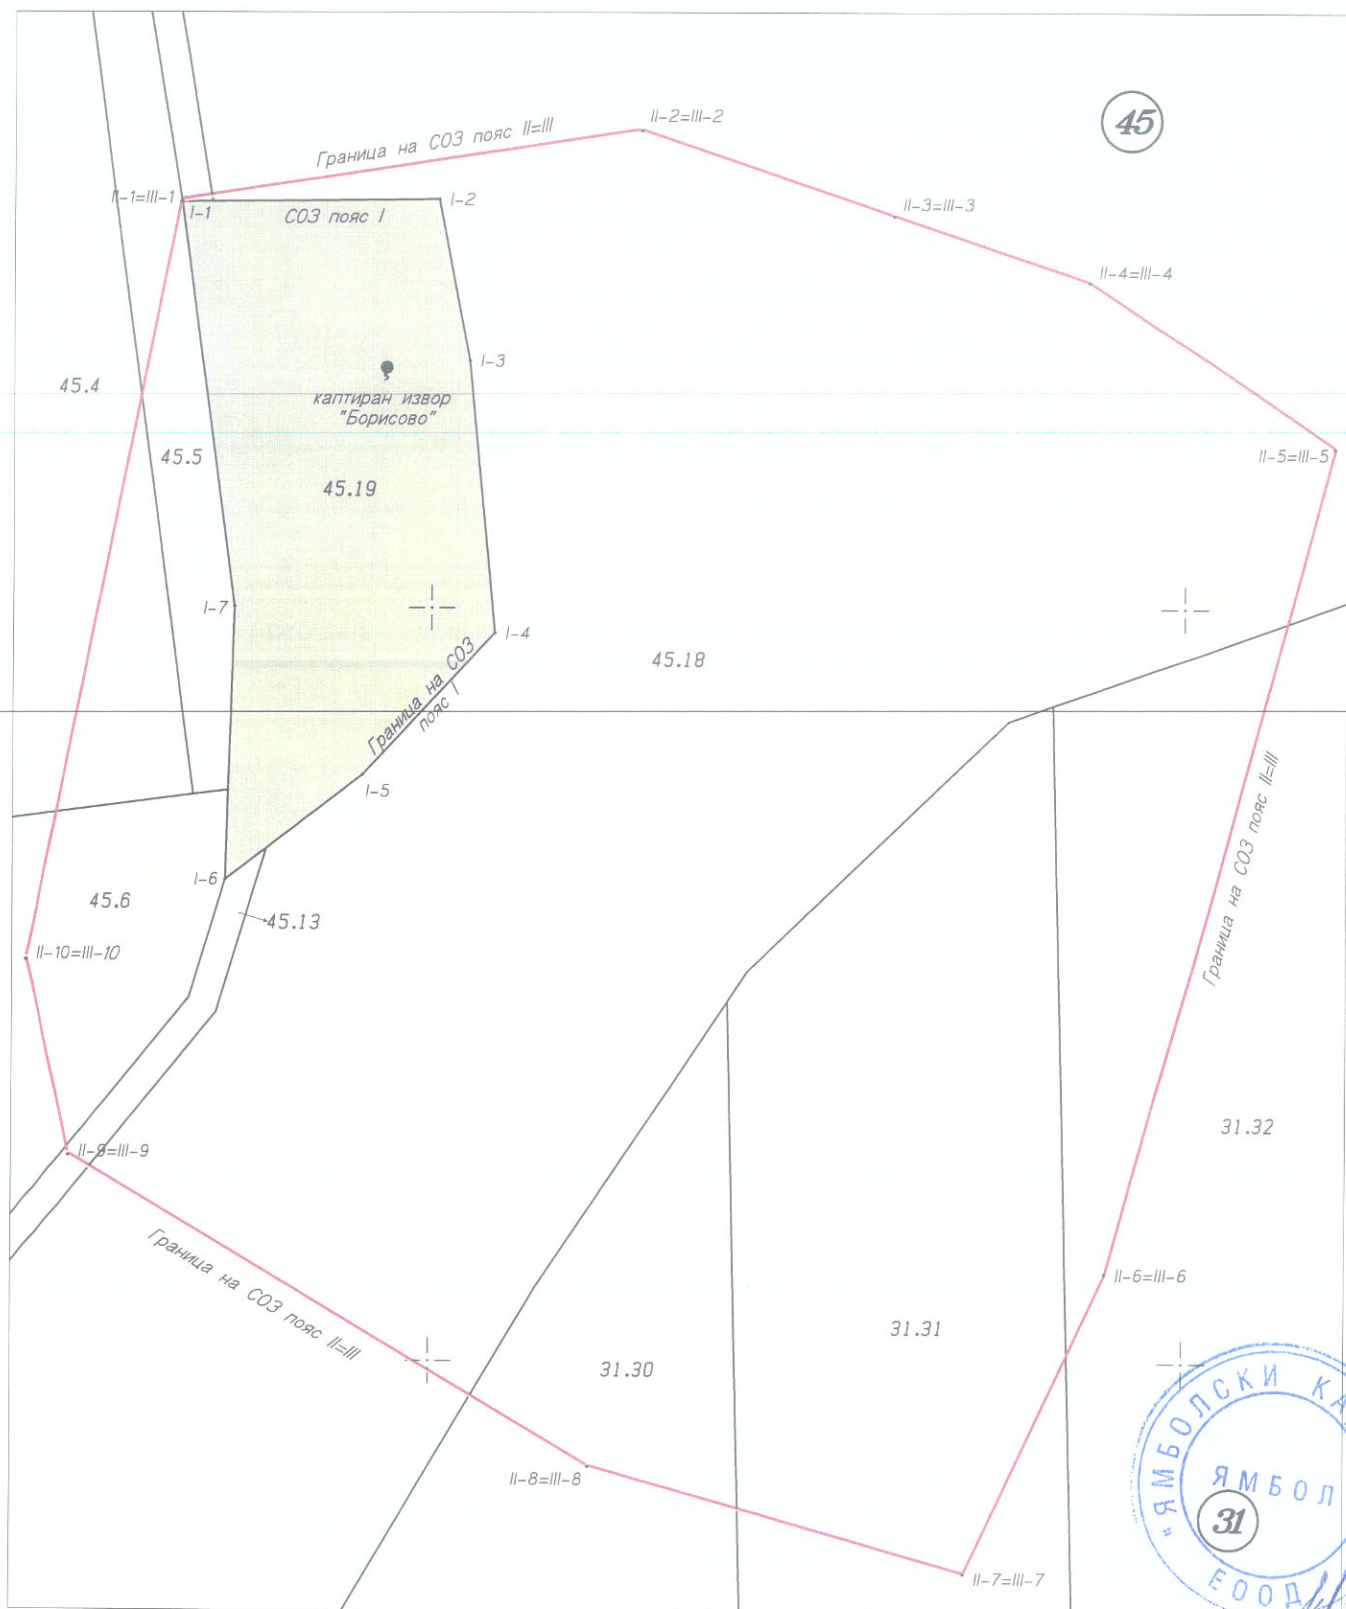 45
II-2=III-2
Граница на СОЗ пояс II=III
II-1=III-1
I-1
СОЗ пояс I
I-2
II-3=III-3
II-4=III-4
I-3
45.4
каптиран извор
"Борисово"
45.5
II-5=III-5
45.19
I-7
I-4
45.18
Граница на СОЗ
пояс I
I-5
Граница на СОЗ пояс II=III
I-6
45.6
45.13
II-10=III-10
31.32
II-9=III-9
Граница на СОЗ пояс II=III
II-6=III-6
31.31
31.30
II-8=III-8
"ЯМБОЛСКИ КА
ЯМБОЛ
31
ЕООД
II-7=III-7